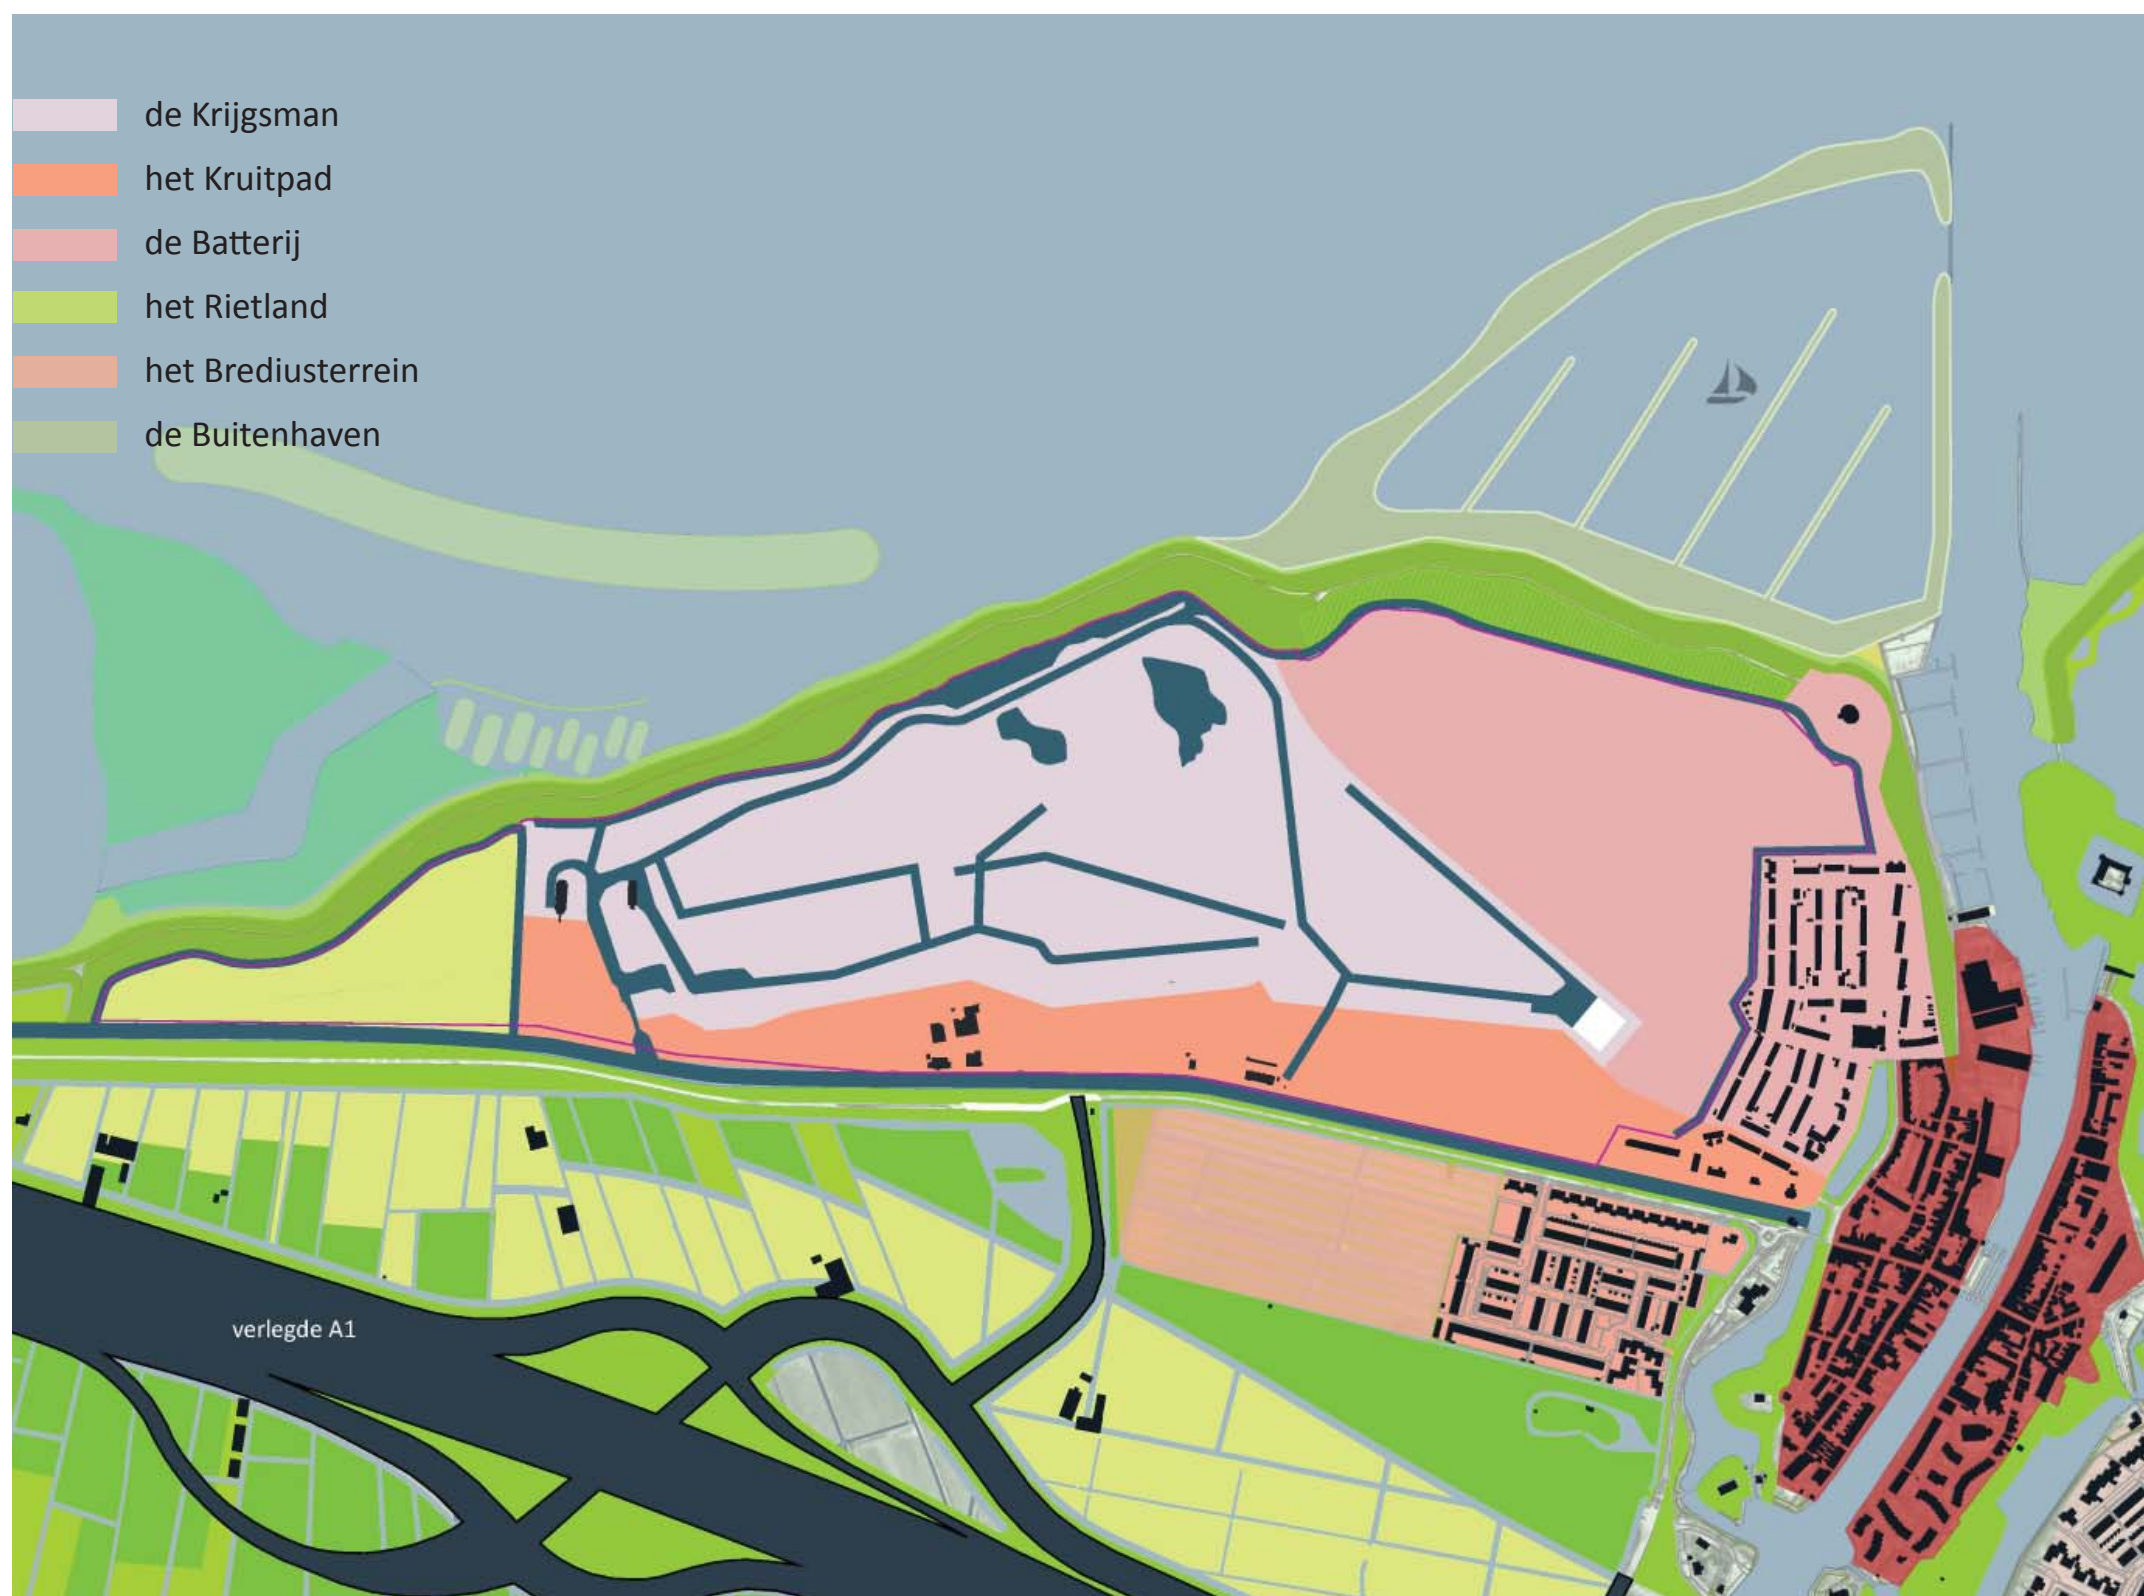 de Krijgsman
het Kruitpad
de Batterij
het Rietland
het Brediusterrein
de Buitenhaven
verlegde A1